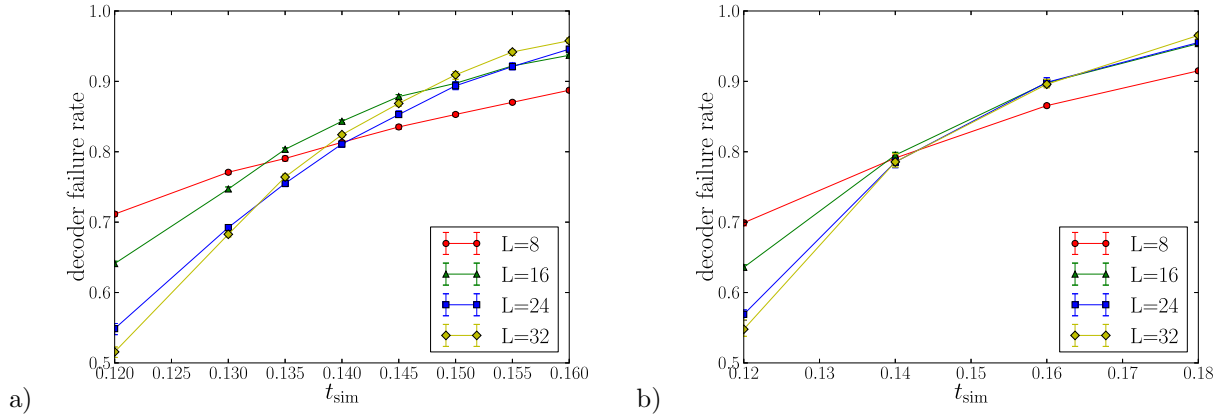 1.0
0.9
0.8
0.7
0.6
0.5
decoder failure rate
0.120 0.125 0.130 0.135 0.140 0.145 0.150 0.155 0.160
t_sim
L=8
L=16
L=24
L=32
a)
1.0
0.9
0.8
0.7
0.6
0.5
decoder failure rate
0.12 0.13 0.14 0.15 0.16 0.17 0.18
t_sim
L=8
L=16
L=24
L=32
b)